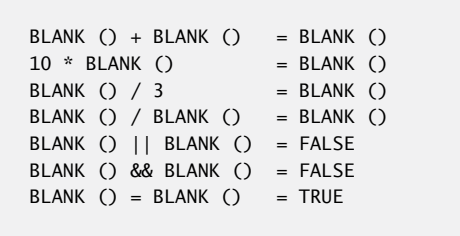 BLANK () + BLANK ()   = BLANK ()
10 * BLANK ()         = BLANK ()
BLANK () / 3          = BLANK ()
BLANK () / BLANK ()   = BLANK ()
BLANK () || BLANK ()  = FALSE
BLANK () && BLANK ()  = FALSE
BLANK () = BLANK ()   = TRUE